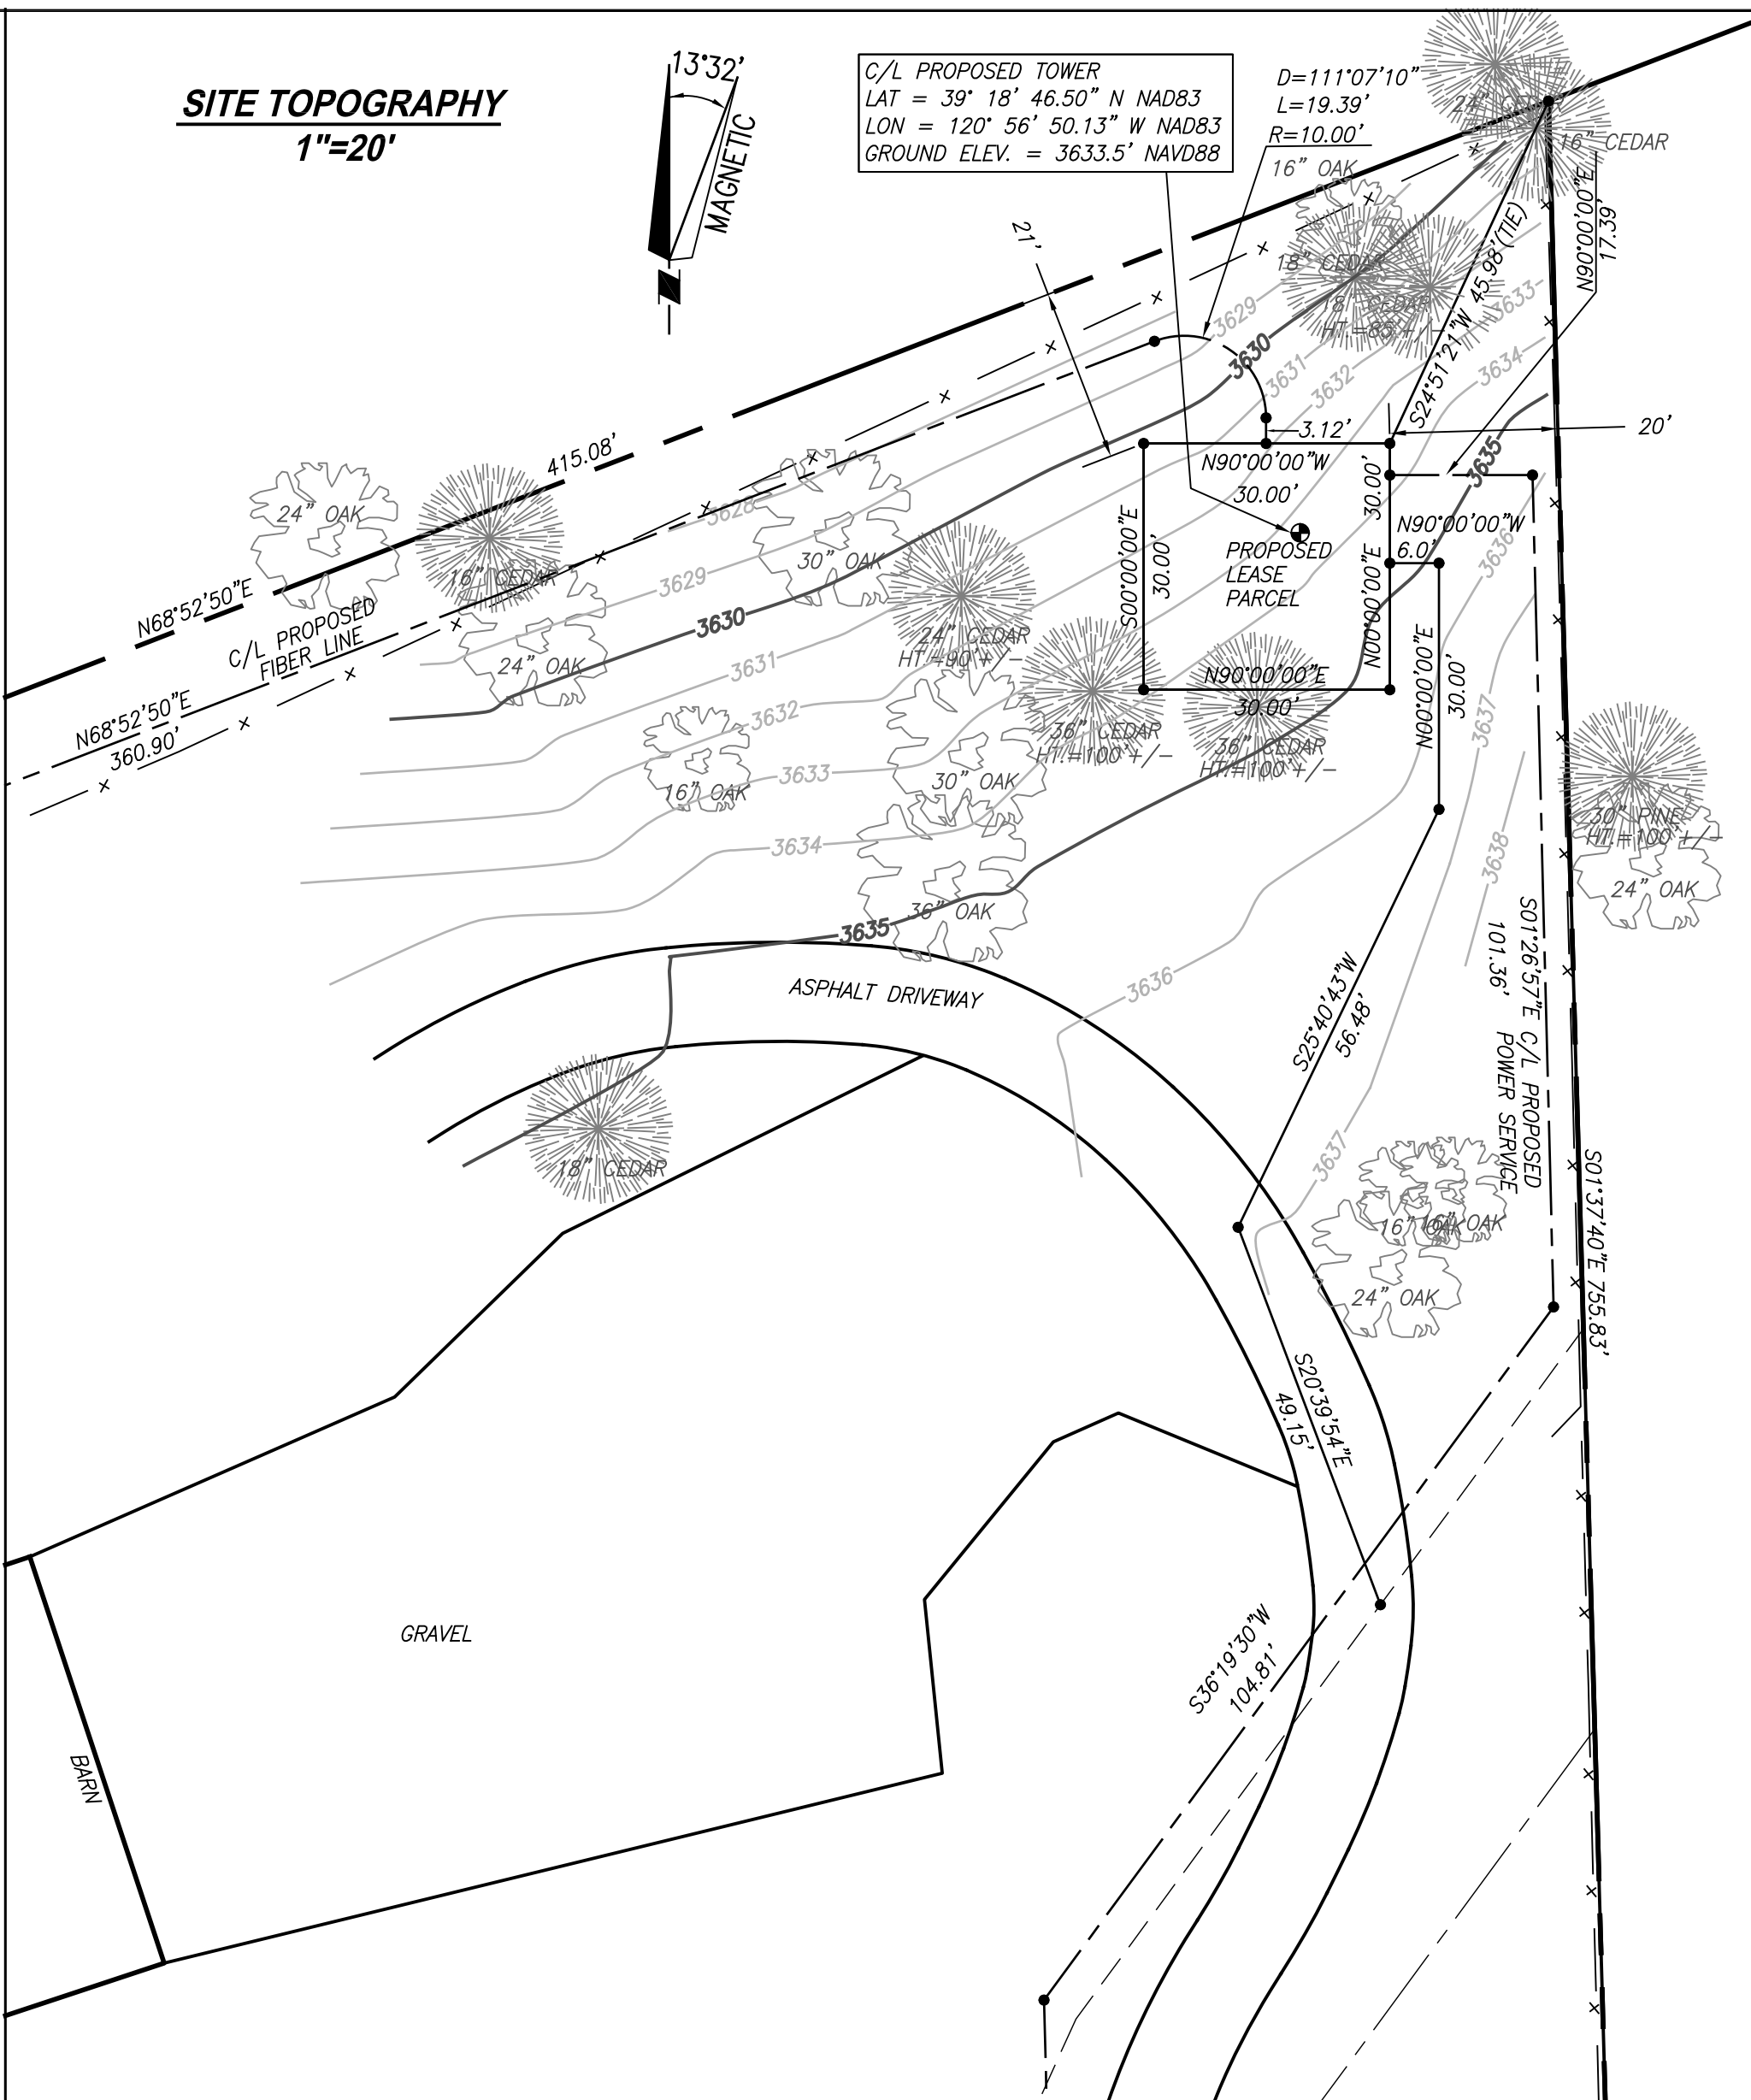 SITE TOPOGRAPHY
1"=20'
13°32'
MAGNETIC
C/L PROPOSED TOWER
LAT = 39° 18' 46.50" N NAD83
LON = 120° 56' 50.13" W NAD83
GROUND ELEV. = 3633.5' NAVD88
D=111°07'10"
L=19.39'
R=10.00'
24" CEDAR
16" CEDAR
16" OAK
N90°00'00"E
17.39'
21'
18" CEDAR
18" CEDAR
HT.=85'+/-
S24°51'21"W 45.98'(TIE)
3629
3630
3631
3632
3633
3634
3635
20'
3.12'
N90°00'00"W
30.00'
30.00'
N90°00'00"W
6.0'
S00°00'00"E
30.00'
PROPOSED
LEASE
PARCEL
N00°00'00"E
N90°00'00"E
30.00'
N00°00'00"E
30.00'
3636
3637
3638
415.08'
24" OAK
16" CEDAR
N68°52'50"E
C/L PROPOSED
FIBER LINE
N68°52'50"E
360.90'
24" OAK
3628
30" OAK
3629
3630
3631
3632
3633
3634
3635
24" CEDAR
HT.=90'+/-
16" OAK
30" OAK
36" CEDAR
HT.=100'+/-
36" CEDAR
HT.=100'+/-
36" OAK
30" PINE
HT.=100'+/-
24" OAK
ASPHALT DRIVEWAY
3636
S25°40'43"W
56.48'
S01°26'57"E C/L PROPOSED
101.36' POWER SERVICE
3637
18" CEDAR
16" OAK
16" OAK
24" OAK
S01°37'40"E 755.83'
S20°39'54"E
49.15'
GRAVEL
S36°19'30"W
104.81'
BARN